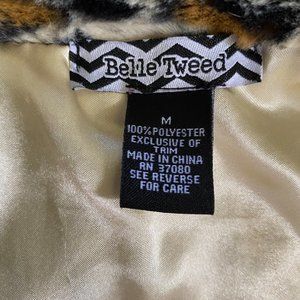 Belle Tweed
M
100% POLYESTER
EXCLUSIVE OF
TRIM
MADE IN CHINA
RN 37080
SEE REVERSE
FOR CARE